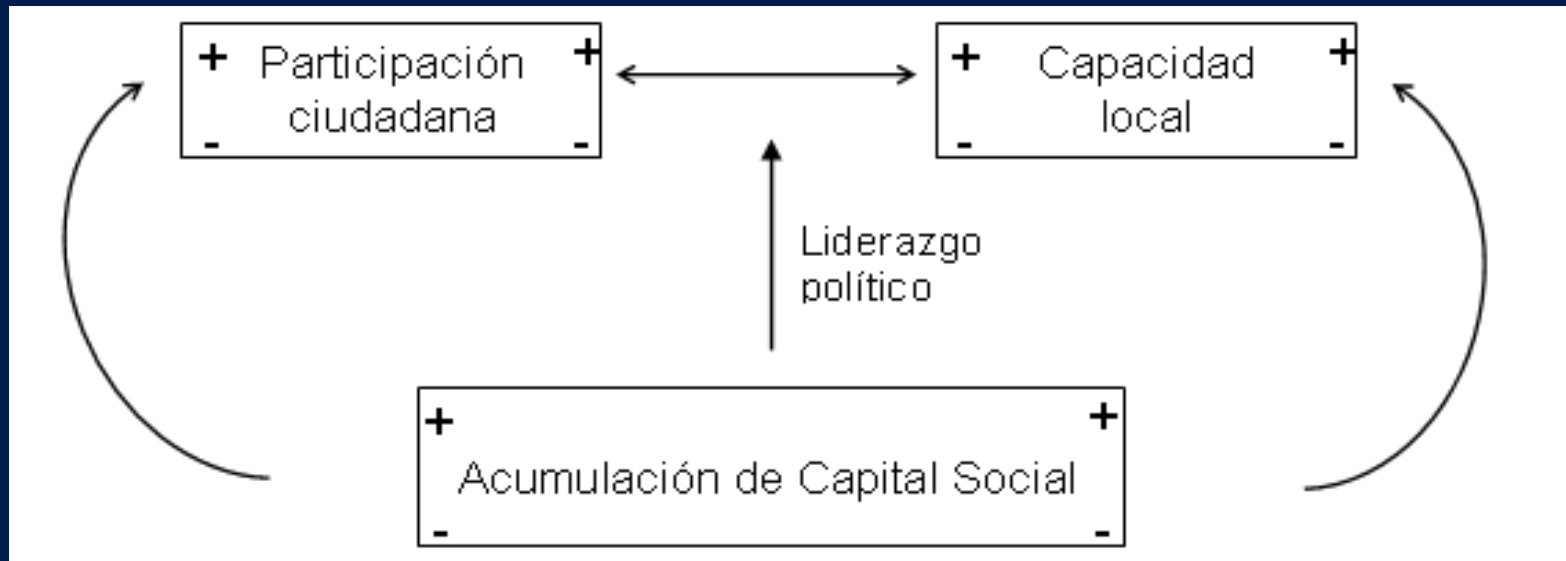 + Participación +
ciudadana
- -
+ Capacidad +
local
- -
Liderazgo
político
+ +
Acumulación de Capital Social
- -